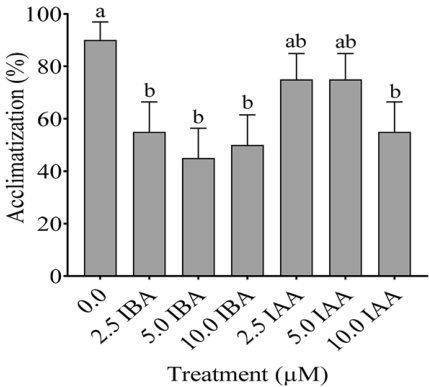 a
b
b
b
ab
ab
b
100
80
60
40
20
0
Acclimatization (%)
0.0
2.5 IBA
5.0 IBA
10.0 IBA
2.5 IAA
5.0 IAA
10.0 IAA
Treatment (μM)